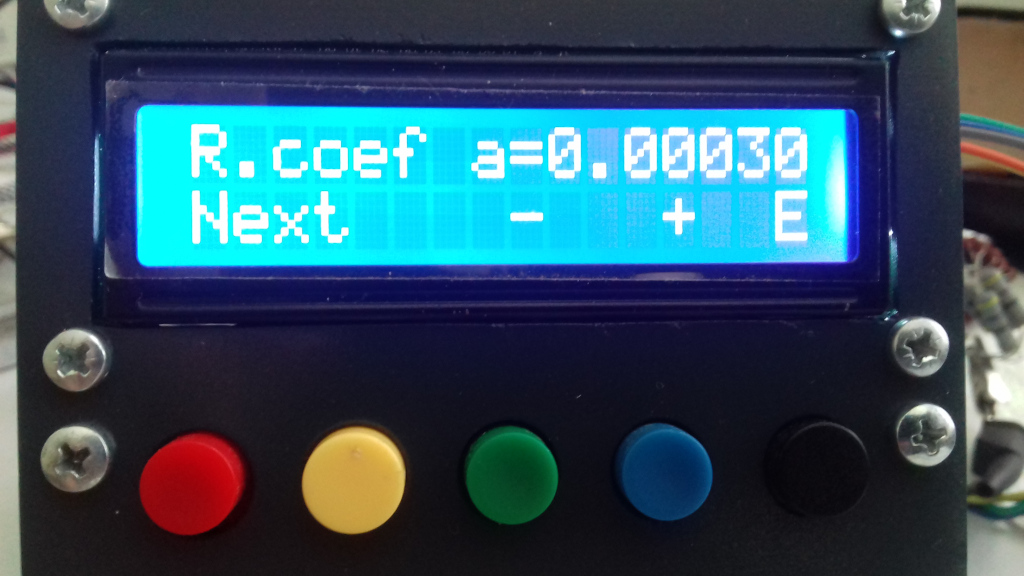 R.coef a=0.00030
Next - + E